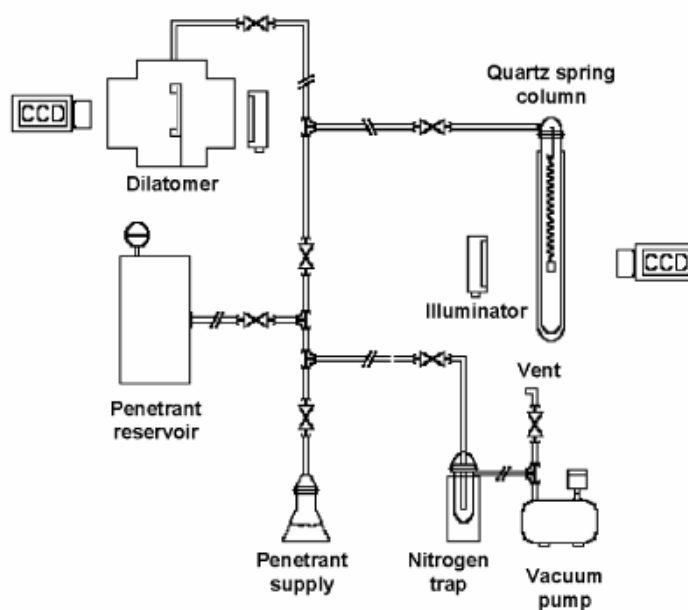 Quartz spring
column
CCD
Dilatomer
CCD
Illuminator
Penetrant
reservoir
Vent
Penetrant
supply
Nitrogen
trap
Vacuum
pump